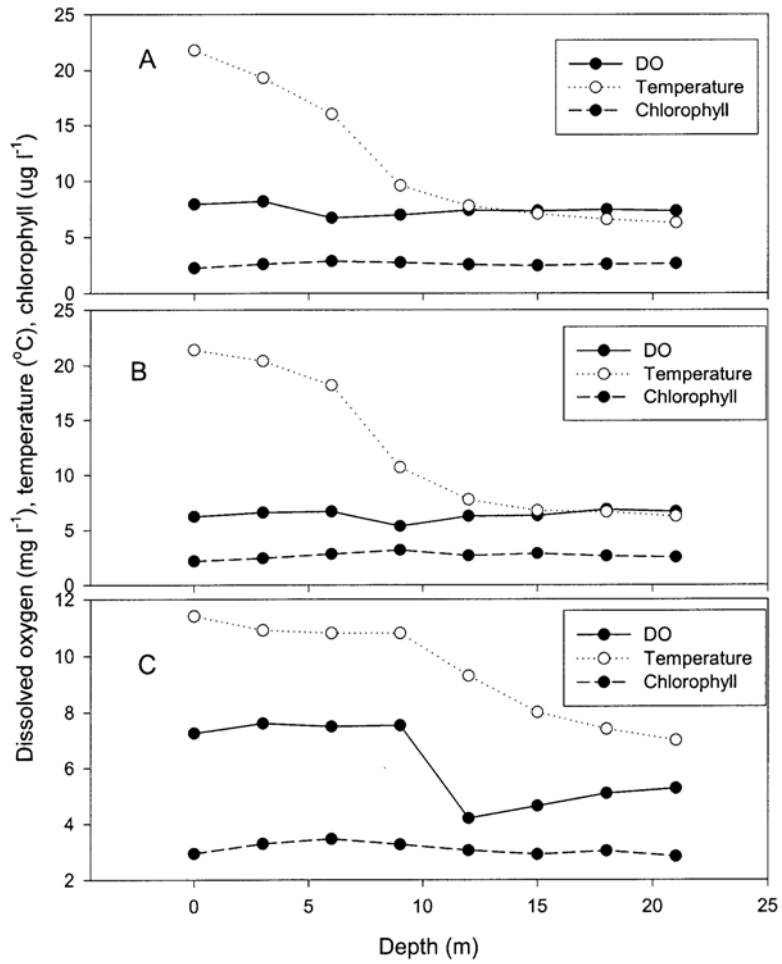 Dissolved oxygen (mg l⁻¹), temperature (⁰C), chlorophyll (ug l⁻¹)
25
20
15
10
5
0
A
DO
Temperature
Chlorophyll
25
20
15
10
5
0
B
DO
Temperature
Chlorophyll
12
10
8
6
4
2
C
DO
Temperature
Chlorophyll
0 5 10 15 20 25
Depth (m)